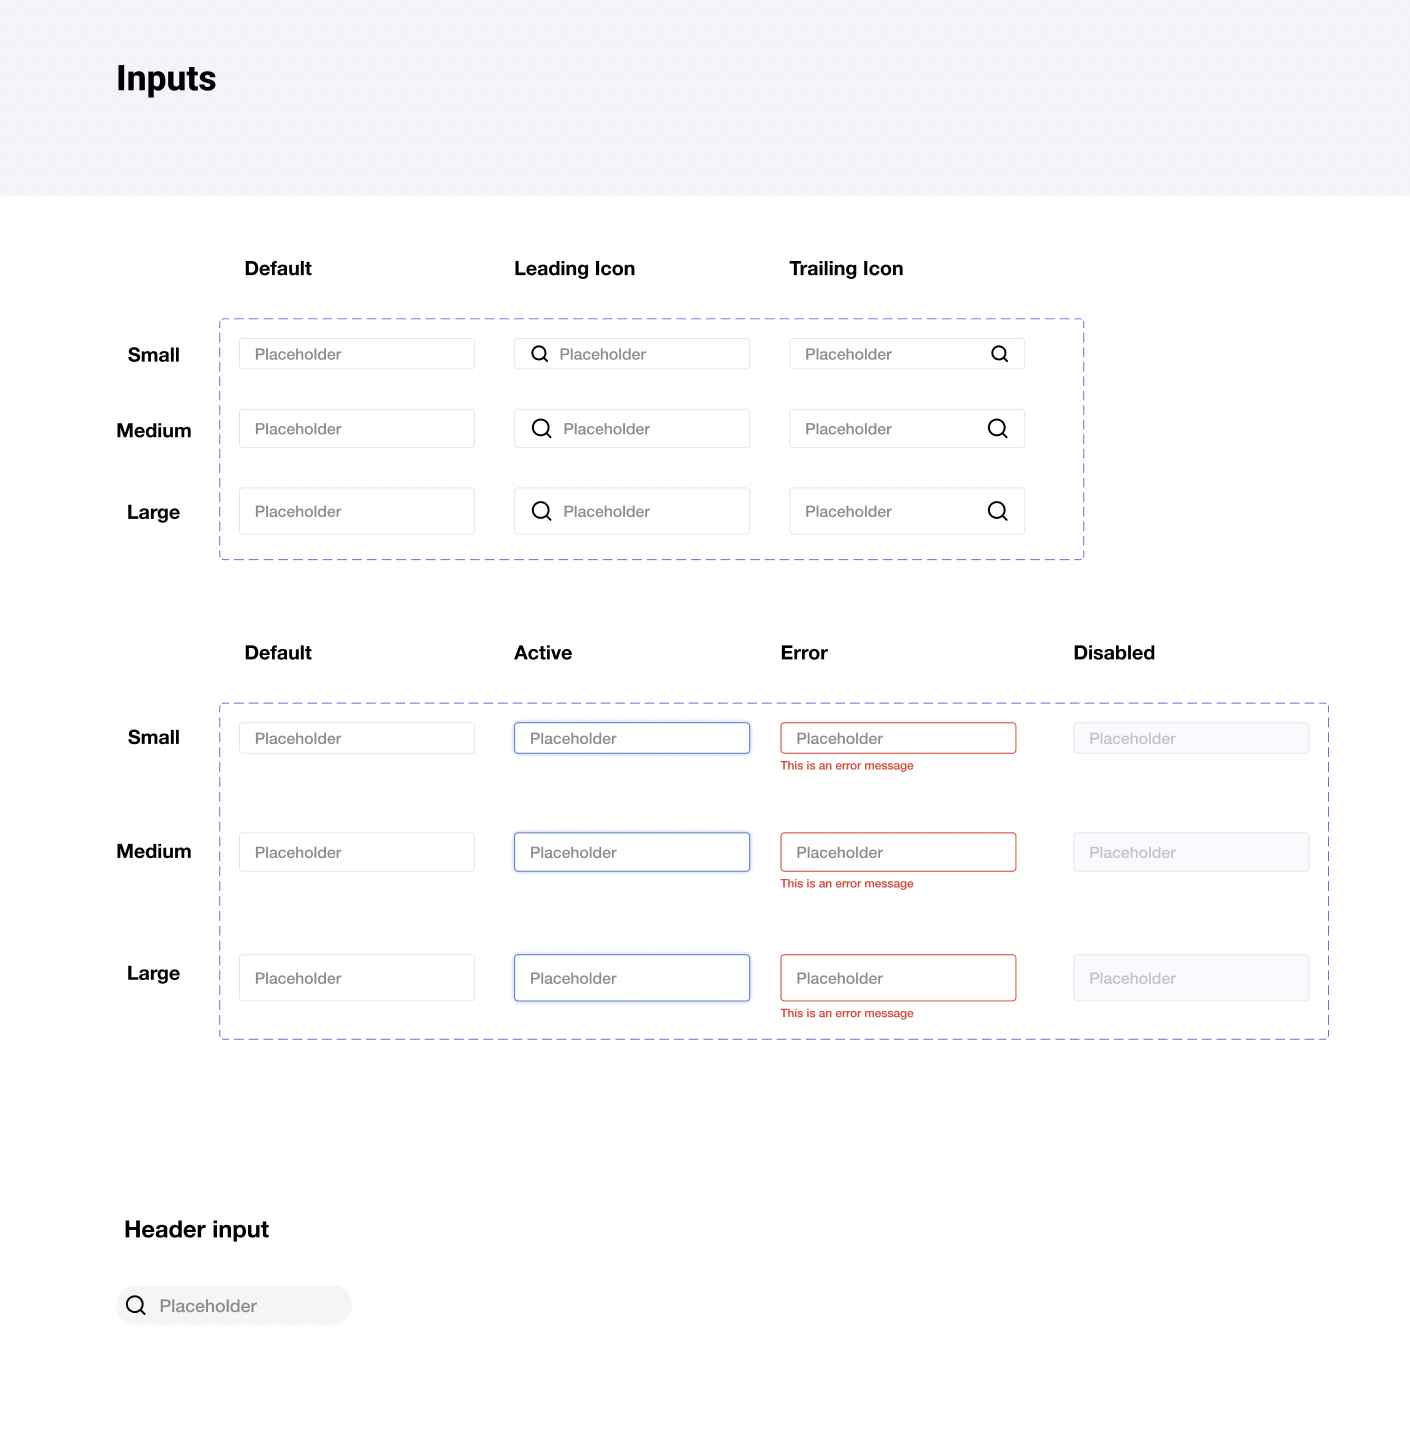 Inputs
Default Leading Icon Trailing Icon
Small Placeholder Placeholder Placeholder
Medium Placeholder Placeholder Placeholder
Large Placeholder Placeholder Placeholder
Default Active Error Disabled
Small Placeholder Placeholder Placeholder Placeholder
This is an error message
Medium Placeholder Placeholder Placeholder Placeholder
This is an error message
Large Placeholder Placeholder Placeholder Placeholder
This is an error message
Header input
Placeholder